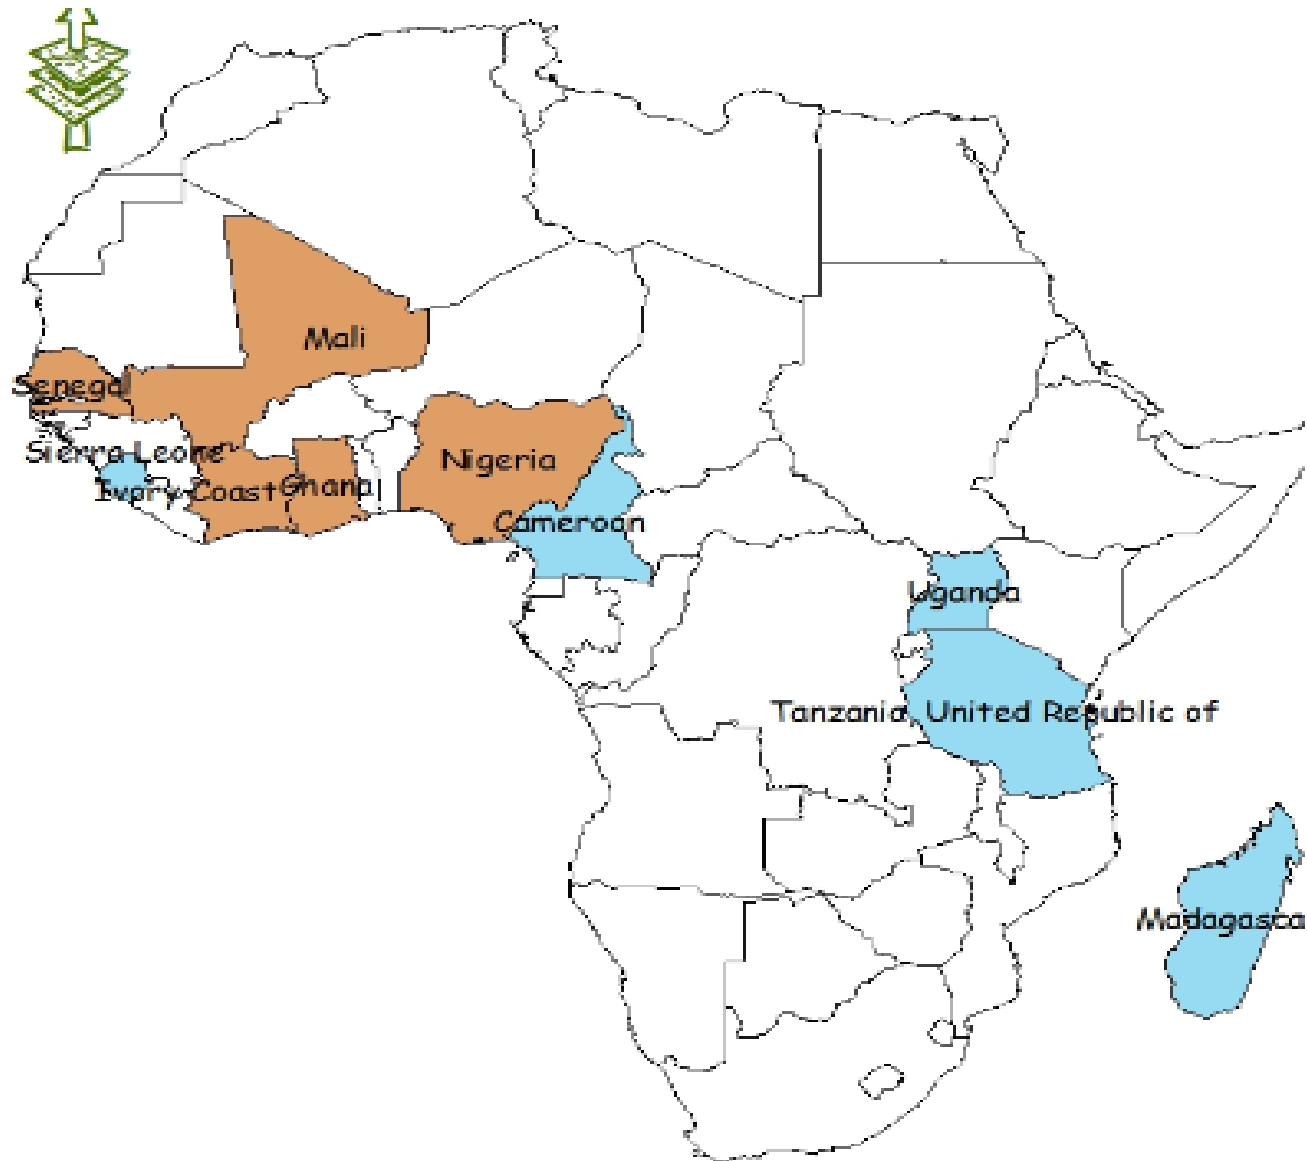 Mali
Senegal
Sierra Leone
Ivory Coast
Ghana
Nigeria
Cameroon
Uganda
Tanzania, United Republic of
Madagasca